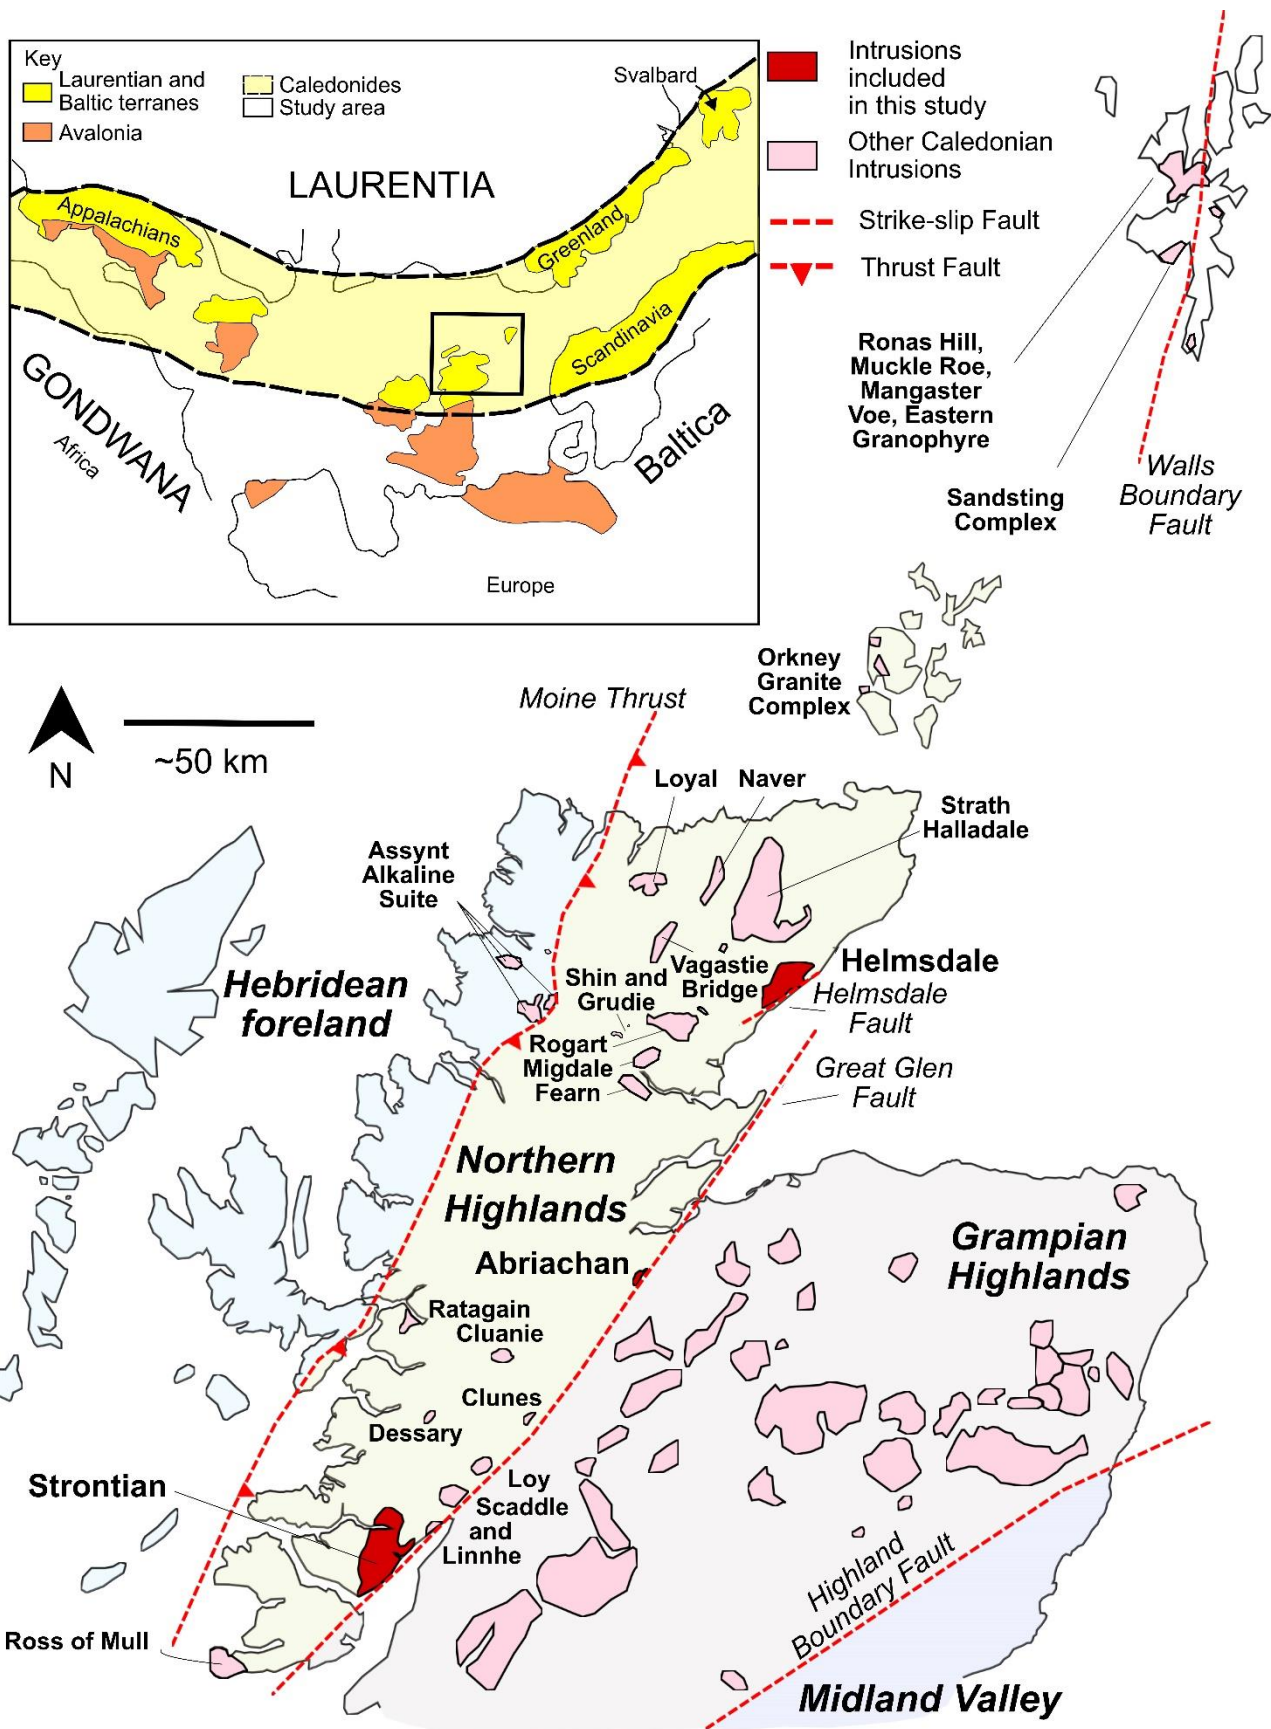 Key
Laurentian and
Baltic terranes
Avalonia
Caledonides
Study area
Svalbard
LAURENTIA
Appalachians
Greenland
Scandinavia
GONDWANA
Africa
Baltica
Europe
Intrusions
included
in this study
Other Caledonian
Intrusions
Strike-slip Fault
Thrust Fault
Ronas Hill,
Muckle Roe,
Mangaster
Voe, Eastern
Granophyre
Sandsting
Complex
Walls
Boundary
Fault
Orkney
Granite
Complex
N
~50 km
Moine Thrust
Loyal
Naver
Strath
Halladale
Assynt
Alkaline
Suite
Hebridean
foreland
Shin and
Grudie
Vagastie
Bridge
Helmsdale
Helmsdale
Fault
Rogart
Migdale
Fearn
Great Glen
Fault
Northern
Highlands
Abriachan
Grampian
Highlands
Ratagain
Cluanie
Clunes
Dessary
Strontian
Loy
Scaddle
and
Linnhe
Ross of Mull
Highland
Boundary Fault
Midland Valley